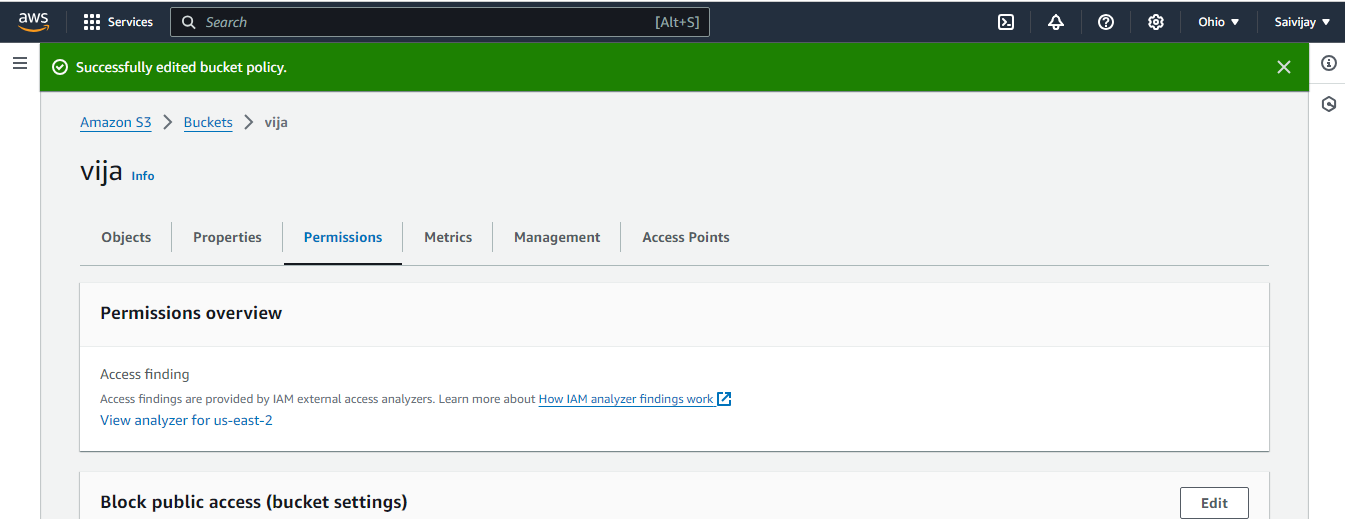 aws Services Search [Alt+S] Ohio Saivijay
Successfully edited bucket policy.
Amazon S3 Buckets vija
vija Info
Objects Properties Permissions Metrics Management Access Points
Permissions overview
Access finding
Access findings are provided by IAM external access analyzers. Learn more about How IAM analyzer findings work
View analyzer for us-east-2
Block public access (bucket settings) Edit